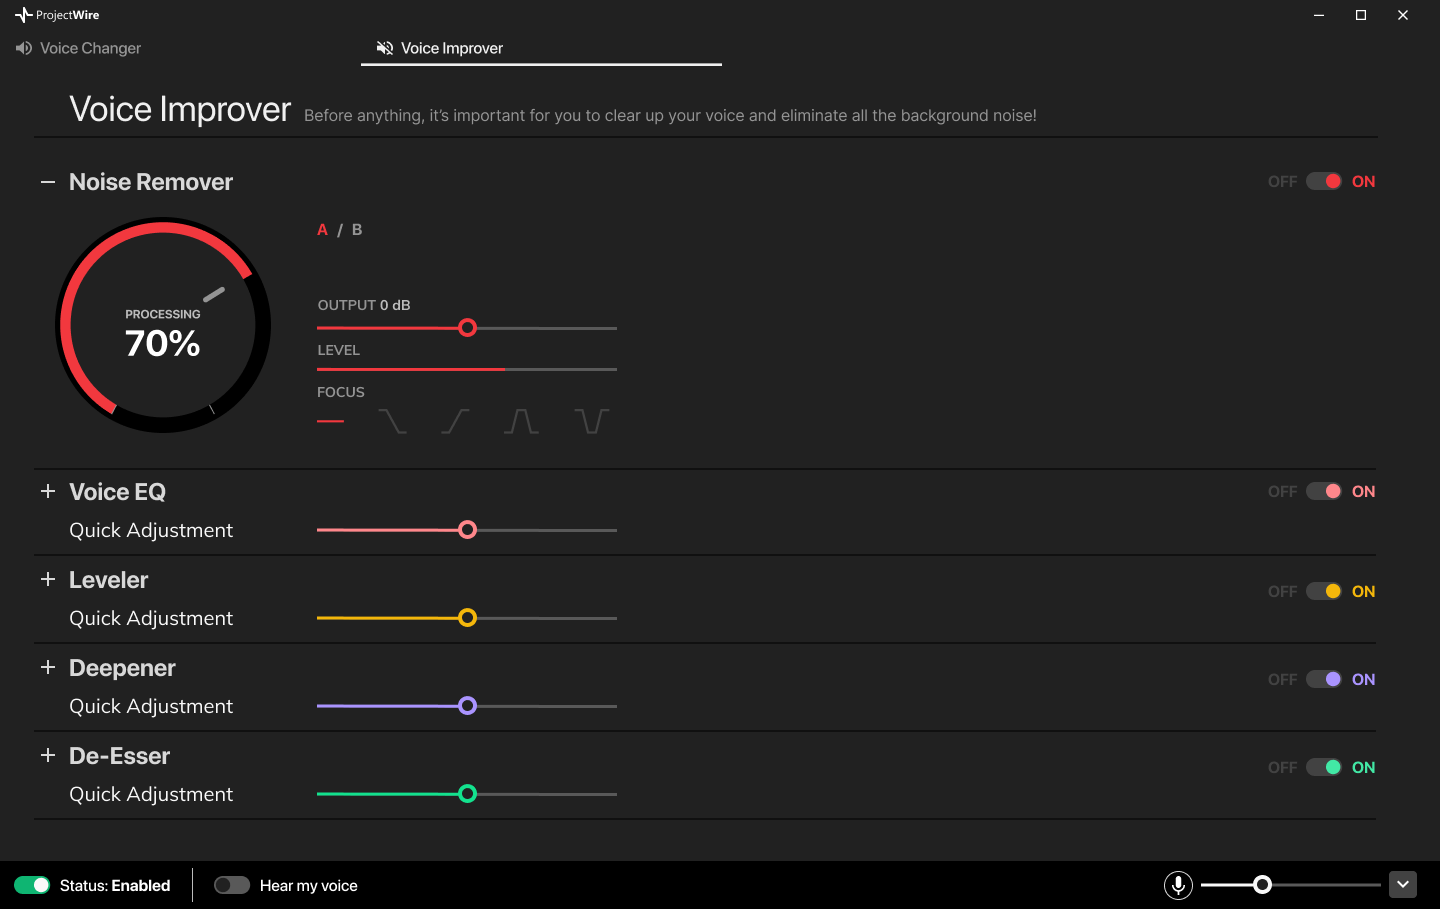 ProjectWire
Voice Changer
Voice Improver
Voice Improver Before anything, it's important for you to clear up your voice and eliminate all the background noise!
Noise Remover
OFF ON
PROCESSING
70%
A / B
OUTPUT 0 dB
LEVEL
FOCUS
Voice EQ
OFF ON
Quick Adjustment
Leveler
OFF ON
Quick Adjustment
Deepener
OFF ON
Quick Adjustment
De-Esser
OFF ON
Quick Adjustment
Status: Enabled
Hear my voice